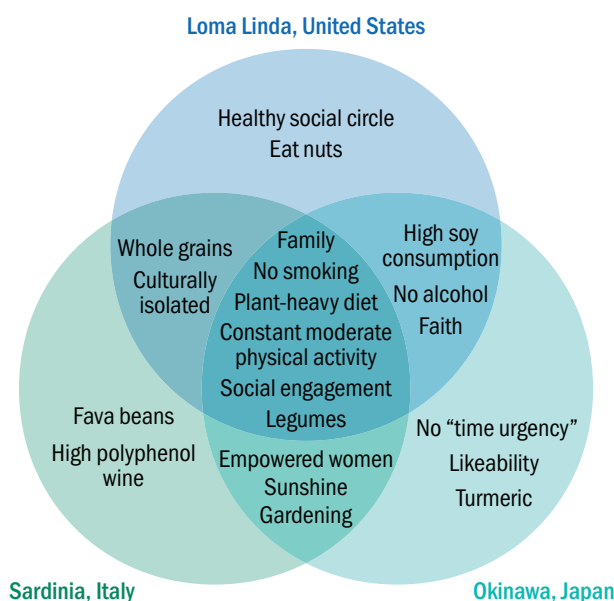 Loma Linda, United States
Healthy social circle
Eat nuts
Whole grains
Culturally
isolated
Family
No smoking
Plant-heavy diet
Constant moderate
physical activity
Social engagement
Legumes
High soy
consumption
No alcohol
Faith
Fava beans
High polyphenol
wine
Empowered women
Sunshine
Gardening
No “time urgency”
Likeability
Turmeric
Sardinia, Italy
Okinawa, Japan